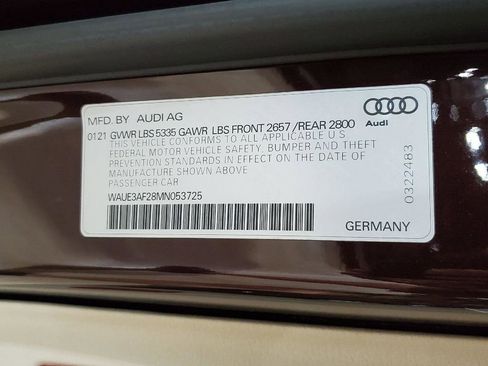 MFD. BY AUDI AG
0121 GVWR LBS 5335 GAWR LBS FRONT 2657 /REAR 2800
THIS VEHICLE CONFORMS TO ALL APPLICABLE U.S
FEDERAL MOTOR VEHICLE SAFETY, BUMPER AND THEFT
PREVENTION STANDARDS IN EFFECT ON THE DATE OF
MANUFACTURE SHOWN ABOVE
PASSENGER CAR
WAUE3AF28MN053725
Audi
0322483
GERMANY